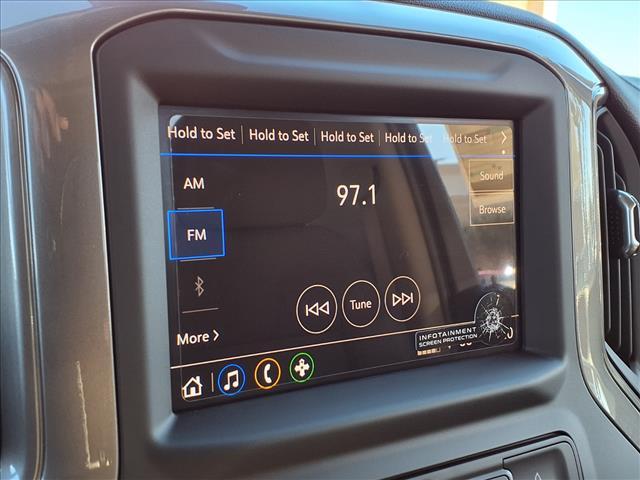 Hold to Set Hold to Set Hold to Set Hold to Set Hold to Set
AM
97.1
Sound
FM
Browse
Tune
More
INFOTAINMENT
SCREEN PROTECTION